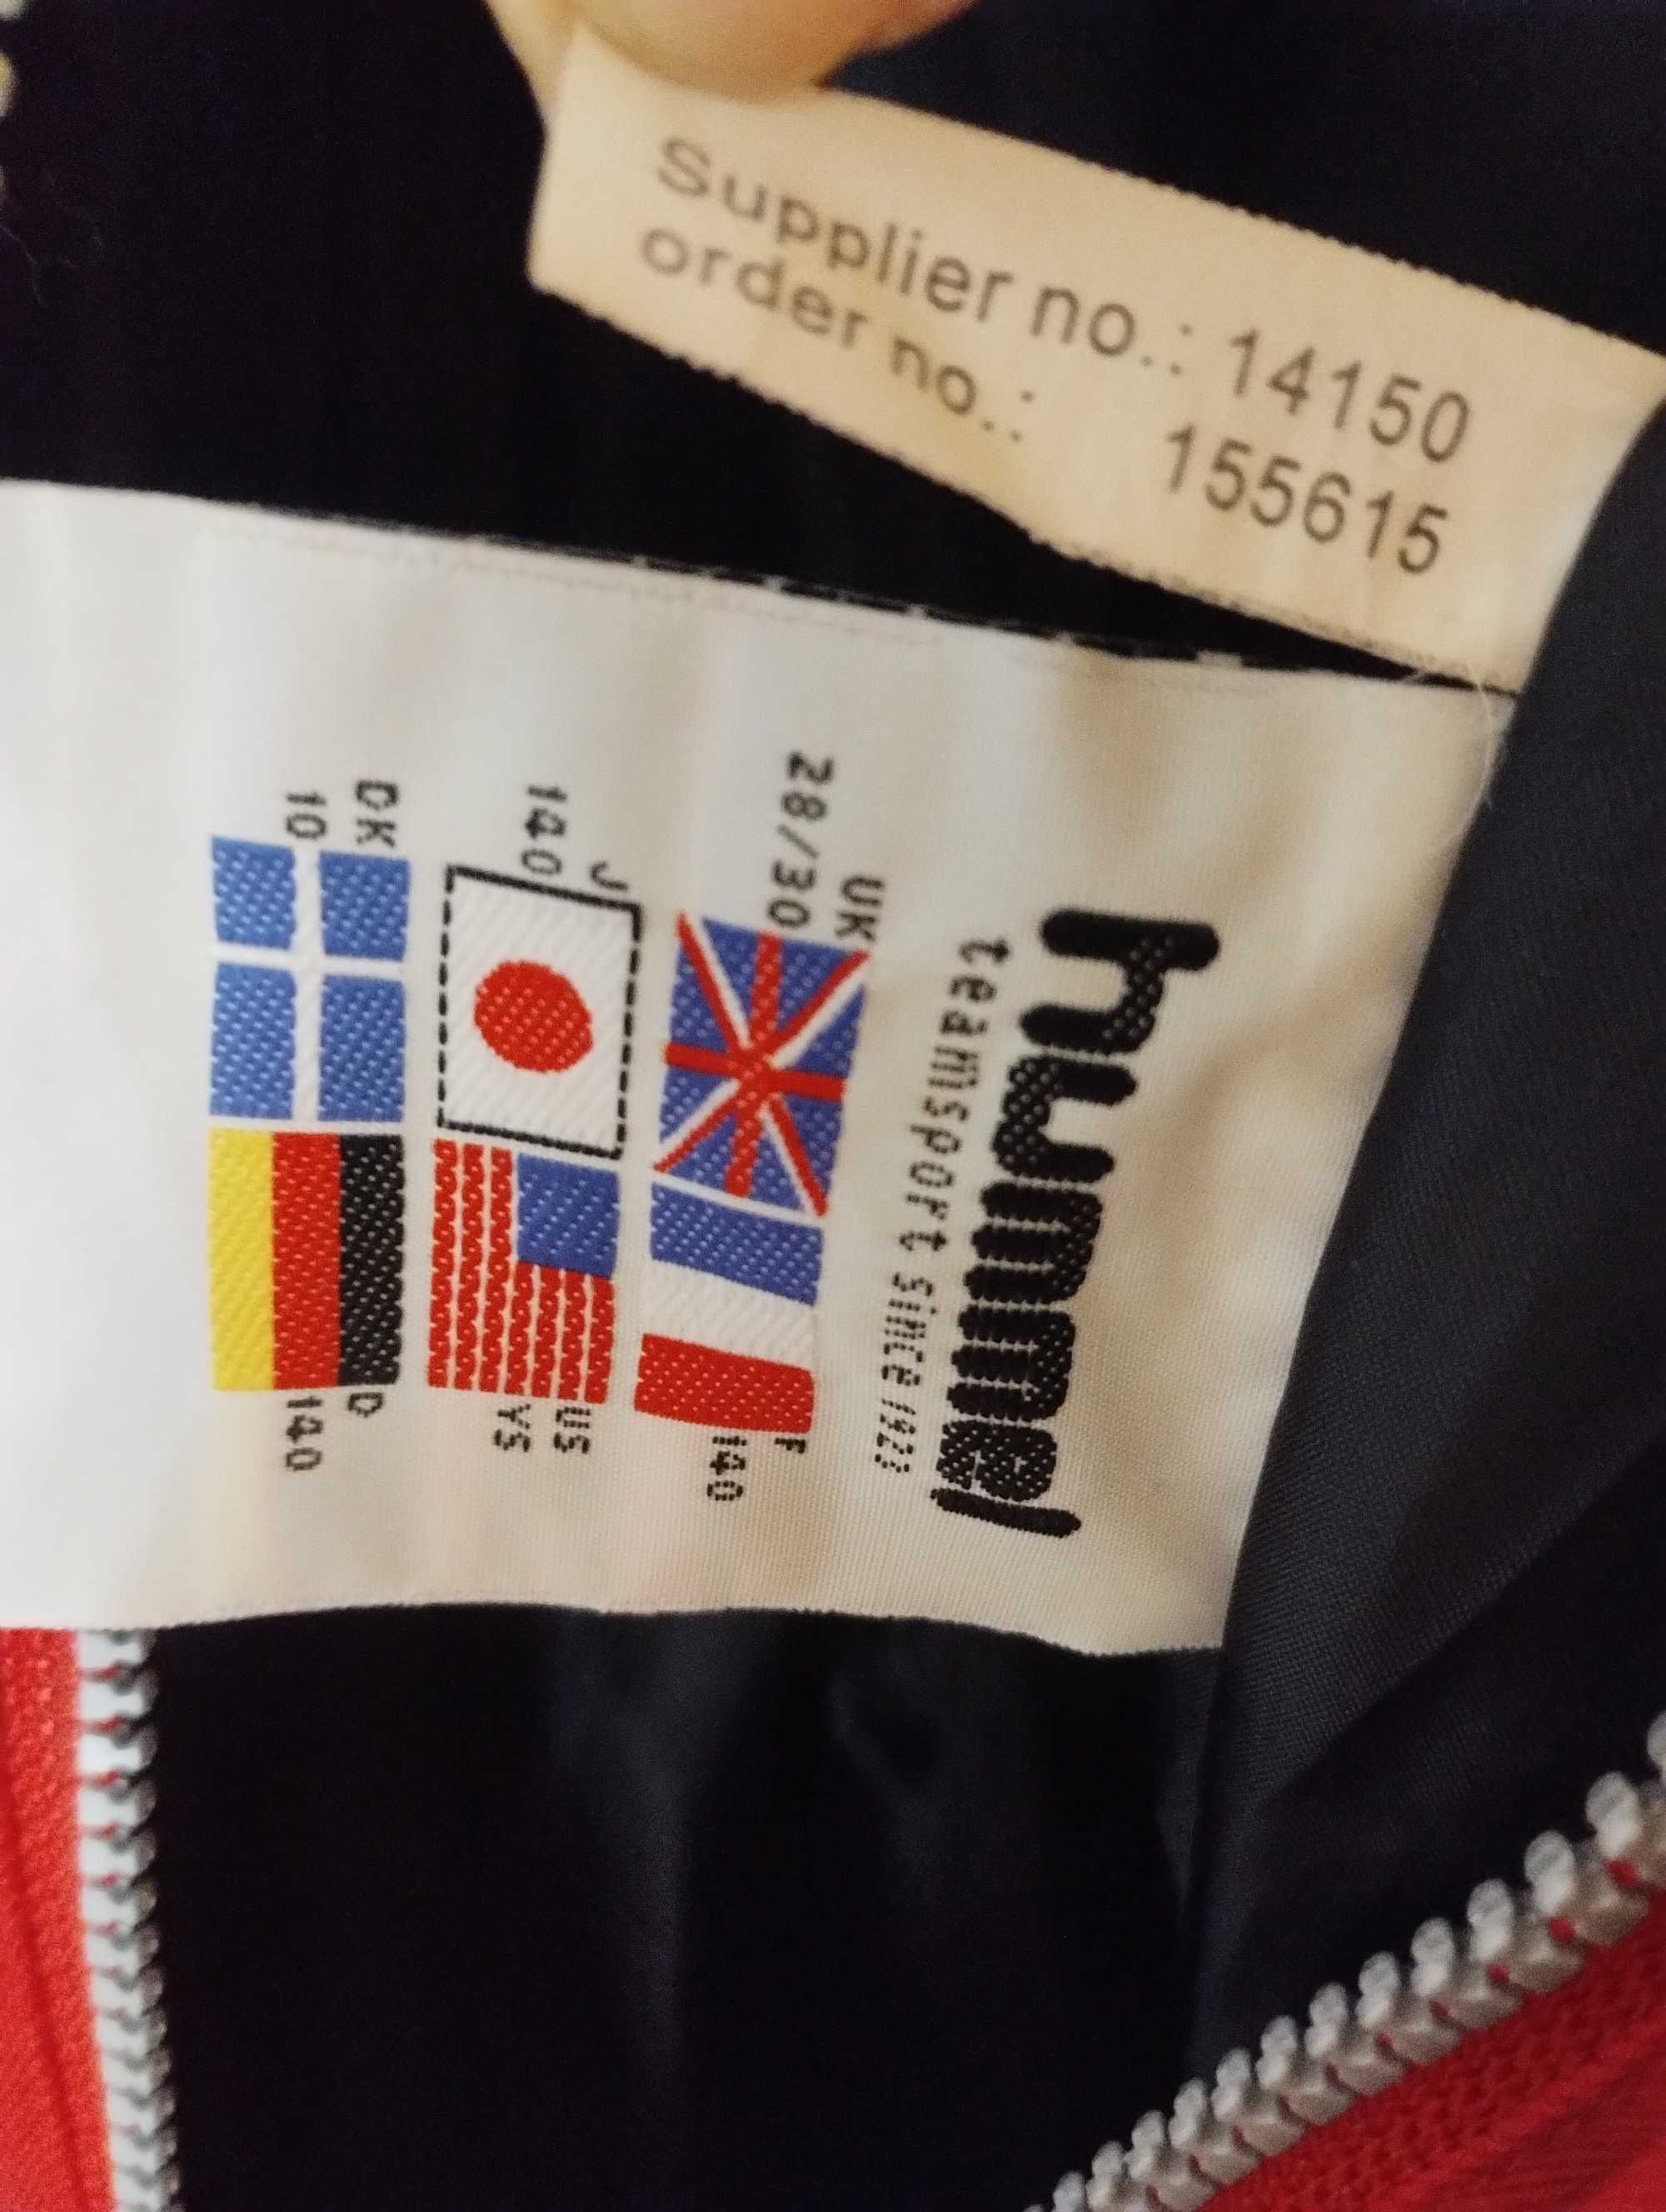 Supplier no.: 14150
order no.: 155615
hummel
teamsport since 1923
UK
28/30
F
140
J
140
US
YS
DK
10
D
140